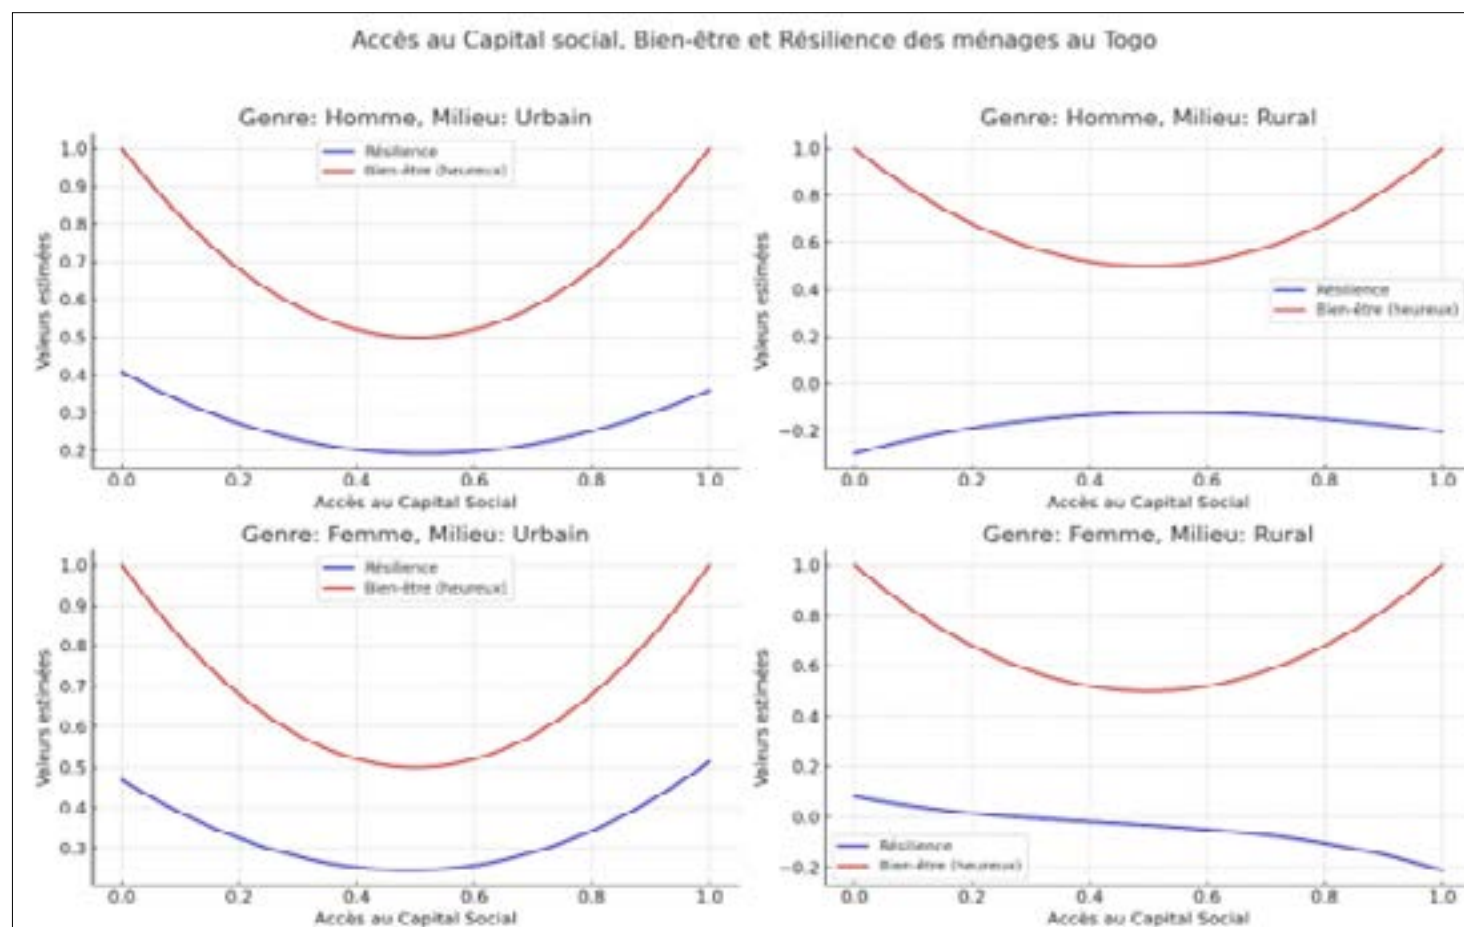 Accès au Capital social, Bien-être et Résilience des ménages au Togo
Genre: Homme, Milieu: Urbain
1.0
0.9
0.8
0.7
0.6
0.5
0.4
0.3
0.2
Valeurs estimées
Résilience
Bien-être (heureux)
0.0 0.2 0.4 0.6 0.8 1.0
Accès au Capital Social
Genre: Homme, Milieu: Rural
1.0
0.8
0.6
0.4
0.2
0.0
−0.2
Valeurs estimées
Résilience
Bien-être (heureux)
0.0 0.2 0.4 0.6 0.8 1.0
Accès au Capital Social
Genre: Femme, Milieu: Urbain
1.0
0.9
0.8
0.7
0.6
0.5
0.4
0.3
Valeurs estimées
Résilience
Bien-être (heureux)
0.0 0.2 0.4 0.6 0.8 1.0
Accès au Capital Social
Genre: Femme, Milieu: Rural
1.0
0.8
0.6
0.4
0.2
0.0
−0.2
Valeurs estimées
Résilience
Bien-être (heureux)
0.0 0.2 0.4 0.6 0.8 1.0
Accès au Capital Social